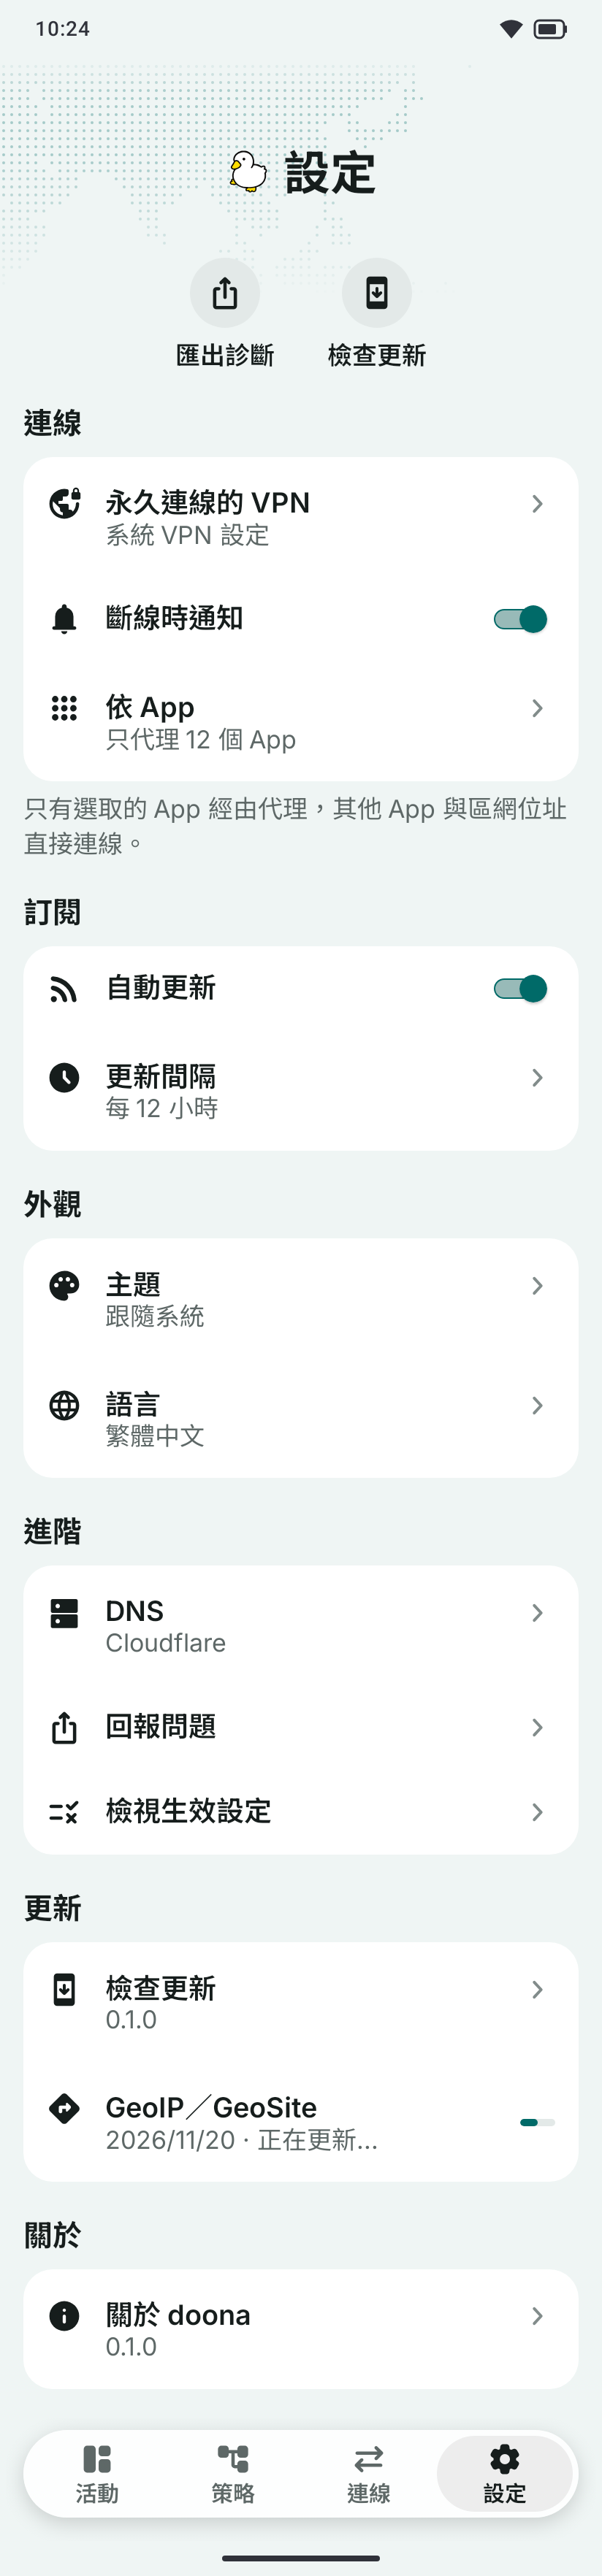 10:24
設定
匯出診斷
檢查更新
連線
永久連線的 VPN
系統 VPN 設定
斷線時通知
依 App
只代理 12 個 App
只有選取的 App 經由代理，其他 App 與區網位址
直接連線。
訂閱
自動更新
更新間隔
每 12 小時
外觀
主題
跟隨系統
語言
繁體中文
進階
DNS
Cloudflare
回報問題
檢視生效設定
更新
檢查更新
0.1.0
GeoIP／GeoSite
2026/11/20 · 正在更新…
關於
關於 doona
0.1.0
活動
策略
連線
設定